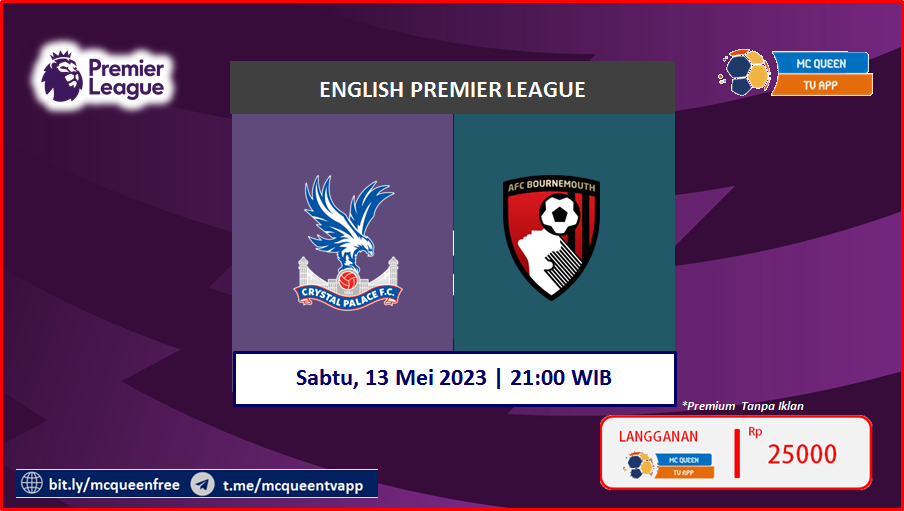 Premier
League
MC QUEEN
TV APP
ENGLISH PREMIER LEAGUE
AFC BOURNEMOUTH
CRYSTAL PALACE F.C.
Sabtu, 13 Mei 2023 | 21:00 WIB
*Premium Tanpa Iklan
LANGGANAN
MC QUEEN
TV APP
Rp
25000
bit.ly/mcqueenfree
t.me/mcqueentvapp